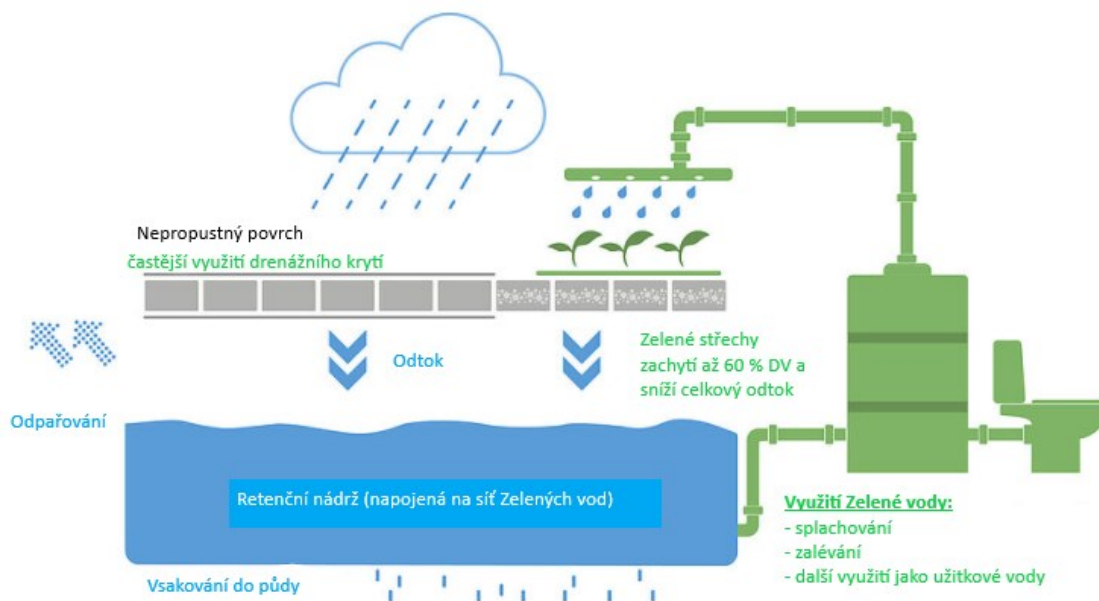 Nepropustný povrch
častější využití drenážního krytí
Odtok
Zelené střechy
zachytí až 60 % DV a
sníží celkový odtok
Odpařování
Retenční nádrž (napojená na síť Zelených vod)
Využití Zelené vody:
- splachování
- zalévání
- další využití jako užitkové vody
Vsakování do půdy